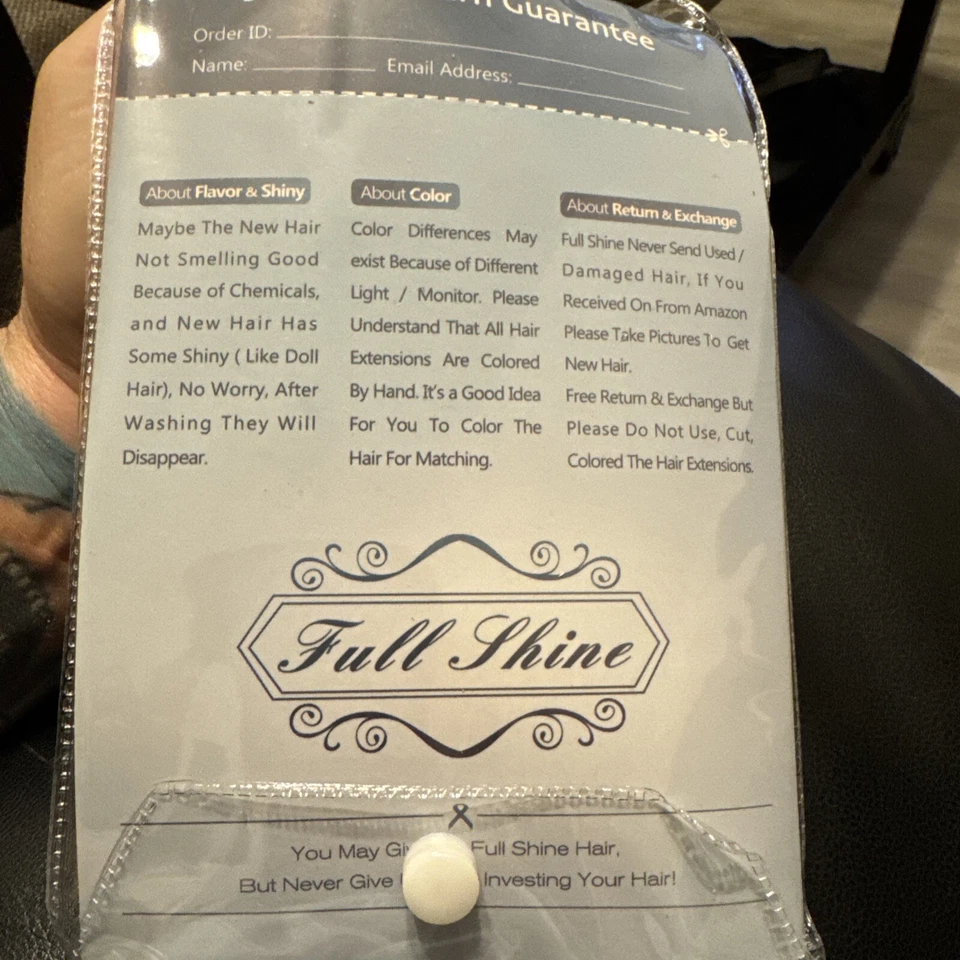 Guarantee
Order ID:
Name: Email Address:
About Flavor & Shiny
Maybe The New Hair
Not Smelling Good
Because of Chemicals,
and New Hair Has
Some Shiny ( Like Doll
Hair), No Worry, After
Washing They Will
Disappear.
About Color
Color Differences May
exist Because of Different
Light / Monitor. Please
Understand That All Hair
Extensions Are Colored
By Hand. It's a Good Idea
For You To Color The
Hair For Matching.
About Return & Exchange
Full Shine Never Send Used /
Damaged Hair, If You
Received On From Amazon
Please Take Pictures To Get
New Hair.
Free Return & Exchange But
Please Do Not Use, Cut,
Colored The Hair Extensions.
Full Shine
You May Full Shine Hair,
But Never Give Investing Your Hair!